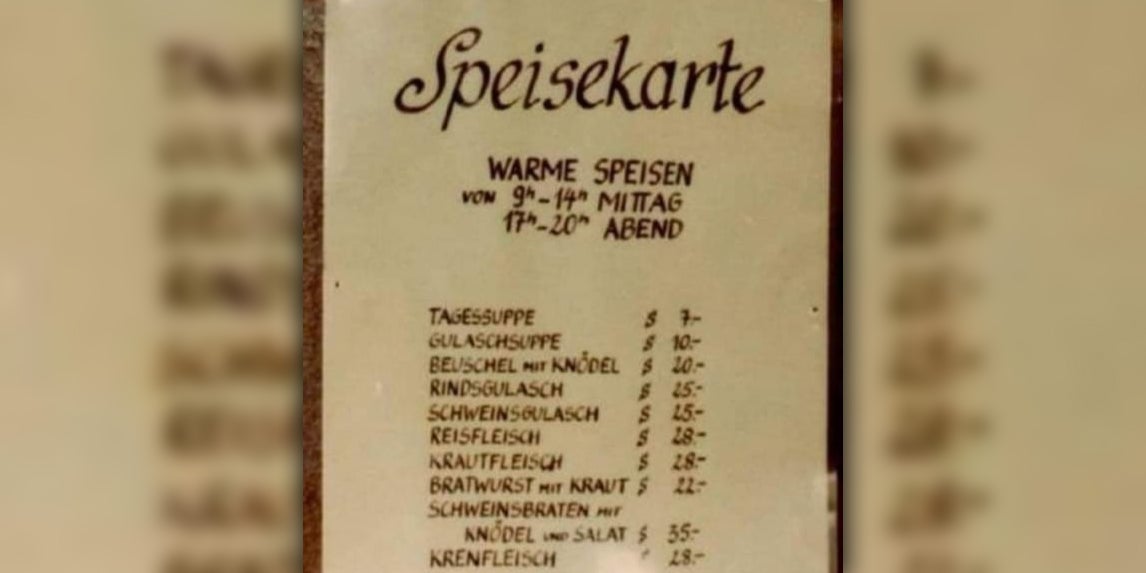 Speisekarte
WARME SPEISEN
VON 9h-14h MITTAG
17h-20h ABEND
TAGESSUPPE S 7.-
GULASCHSUPPE S 10.-
BEUSCHEL MIT KNÖDEL S 20.-
RINDSGULASCH S 25.-
SCHWEINSGULASCH S 25.-
REISFLEISCH S 28.-
KRAUTFLEISCH S 28.-
BRATWURST MIT KRAUT S 22.-
SCHWEINSBRATEN MIT
KNÖDEL UND SALAT S 35.-
KRENFLEISCH 28.-